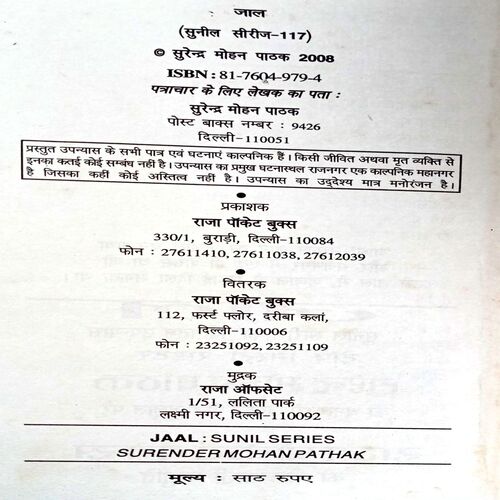 जाल
(सुनील सीरीज-117)
© सुरेन्द्र मोहन पाठक 2008
ISBN : 81-7604-979-4
पत्राचार के लिए लेखक का पता :
सुरेन्द्र मोहन पाठक
पोस्ट बाक्स नम्बर : 9426
दिल्ली-110051
प्रस्तुत उपन्यास के सभी पात्र एवं घटनाएं काल्पनिक हैं। किसी जीवित अथवा मृत व्यक्ति से
इनका कतई कोई सम्बंध नहीं है। उपन्यास का प्रमुख घटनास्थल राजनगर एक काल्पनिक महानगर
है जिसका कहीं कोई अस्तित्व नहीं है। उपन्यास का उद्देश्य मात्र मनोरंजन है।
प्रकाशक
राजा पॉकेट बुक्स
330/1, बुराड़ी, दिल्ली-110084
फोन : 27611410, 27611038, 27612039
वितरक
राजा पॉकेट बुक्स
112, फर्स्ट फ्लोर, दरीबा कलां,
दिल्ली-110006
फोन : 23251092, 23251109
मुद्रक
राजा ऑफसेट
1/51, ललिता पार्क
लक्ष्मी नगर, दिल्ली-110092
JAAL : SUNIL SERIES
SURENDER MOHAN PATHAK
मूल्य : साठ रुपए